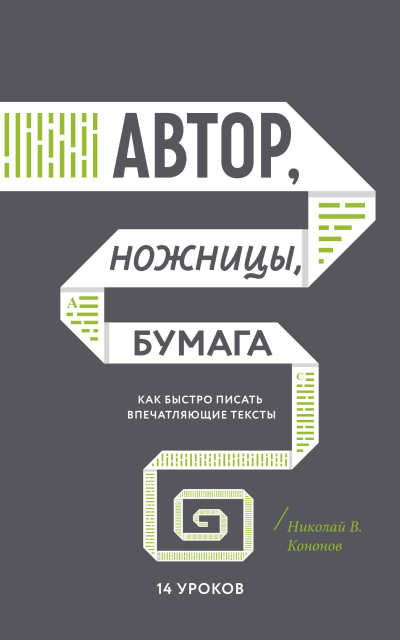 АВТОР,
НОЖНИЦЫ,
А
БУМАГА
С
КАК БЫСТРО ПИСАТЬ
ВПЕЧАТЛЯЮЩИЕ ТЕКСТЫ
Николай В.
Кононов
14 УРОКОВ